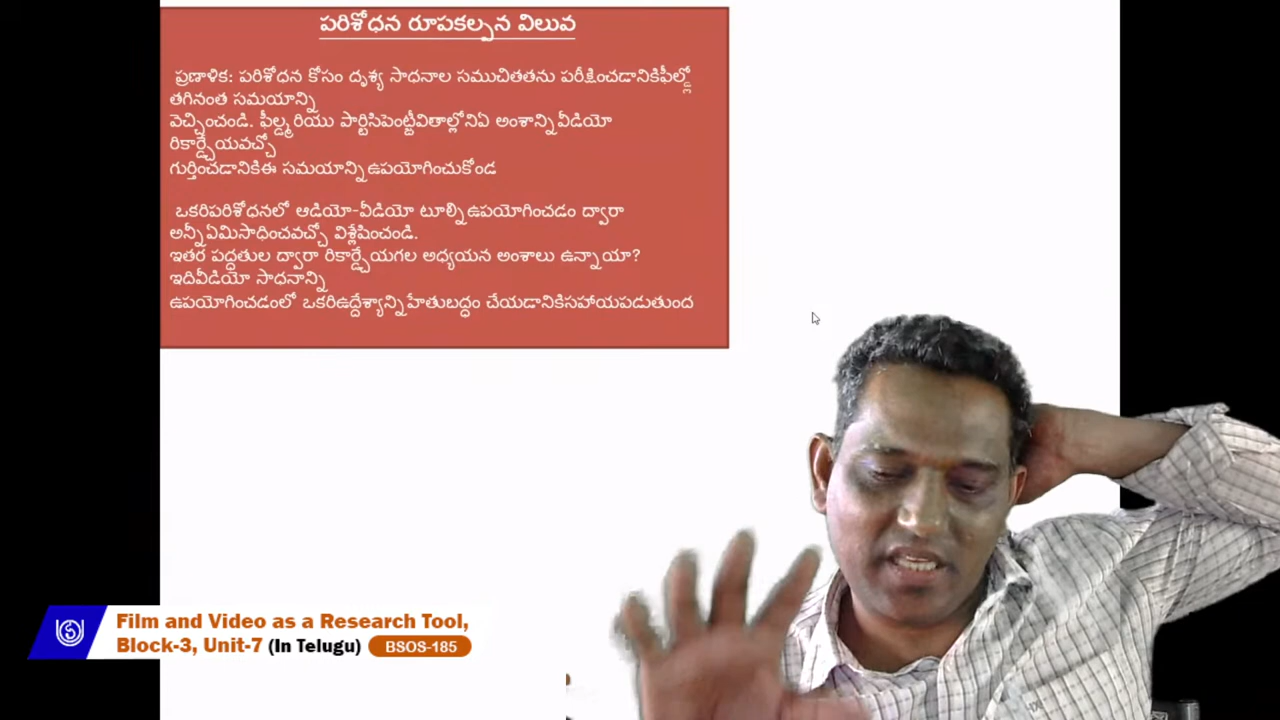 పరిశోధన రూపకల్పన విలువ
ప్రణాళిక: పరిశోధన కోసం దృశ్య సాధనాల సముచితతను పరీక్షించడానికిఫీల్డ్లో
తగినంత సమయాన్ని
వెచ్చించండి. ఫీల్డ్మరియు పార్టిసిపెంట్జీవితాల్లోనిఏ అంశాన్నివీడియో
రికార్డ్చేయవచ్చో
గుర్తించడానికిఈ సమయాన్నిఉపయోగించుకోండ
ఒకరిపరిశోధనలో ఆడియో-వీడియో టూల్నిఉపయోగించడం ద్వారా
అన్నీఏమిసాధించవచ్చో విశ్లేషించండి.
ఇతర పద్ధతుల ద్వారా రికార్డ్చేయగల అధ్యయన అంశాలు ఉన్నాయా?
ఇదివీడియో సాధనాన్ని
ఉపయోగించడంలో ఒకరిఉద్దేశ్యాన్నిహేతుబద్ధం చేయడానికిసహాయపడుతుంద
Film and Video as a Research Tool,
Block-3, Unit-7 (In Telugu) BSOS-185